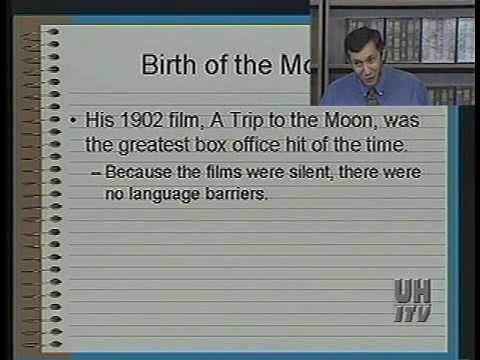 Birth of the Mo
• His 1902 film, A Trip to the Moon, was
the greatest box office hit of the time.
– Because the films were silent, there were
no language barriers.
UH
ITV